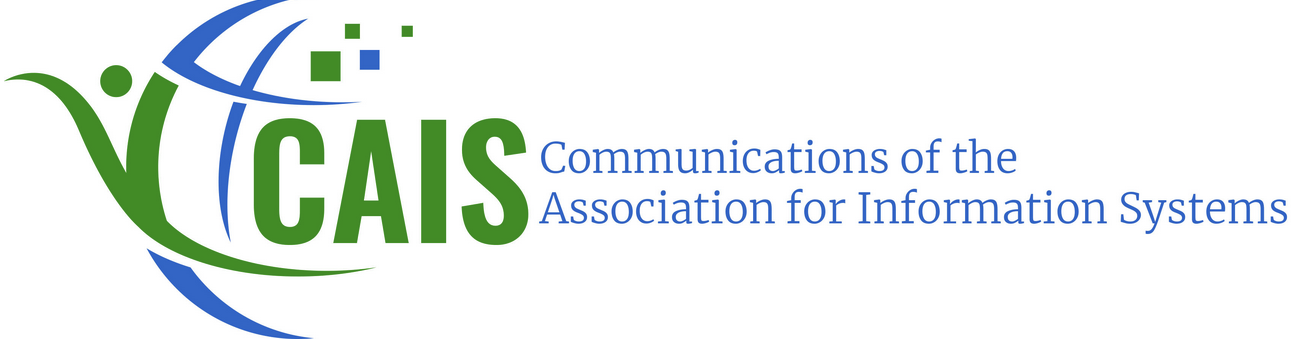 CAIS
Communications of the
Association for Information Systems